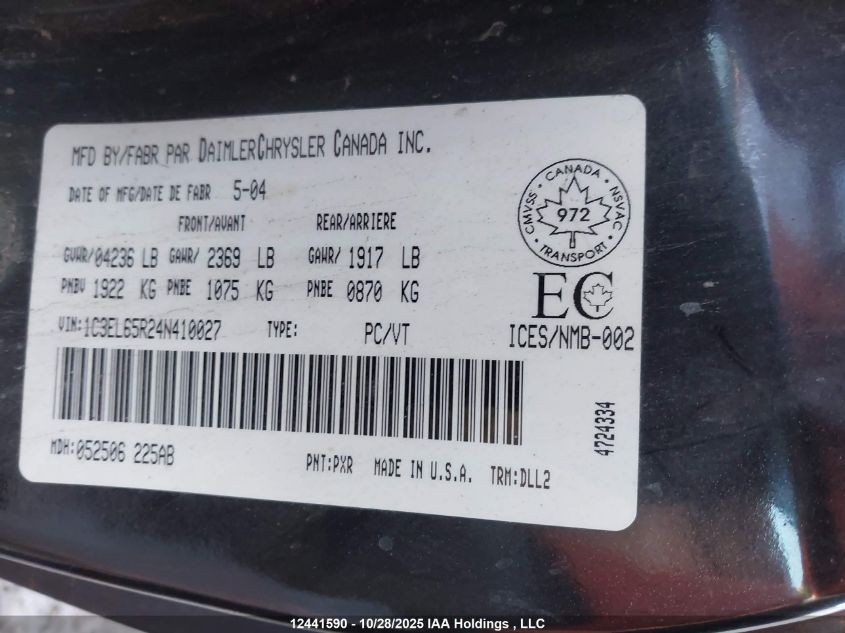 MFD BY/FABR PAR DAIMLERCHRYSLER CANADA INC.
DATE OF MFG/DATE DE FABR 5-04
FRONT/AVANT REAR/ARRIERE
GVWR/04236 LB GAWR/ 2369 LB GAWR/ 1917 LB
PNBV 1922 KG PNBE 1075 KG PNBE 0870 KG
VIN:1C3EL65R24N410027 TYPE: PC/VT
CMVSS · CANADA · NSVAC · TRANSPORT ·
972
EC
ICES/NMB-002
MDH:052506 225AB
PNT:PXR MADE IN U.S.A. TRM:DLL2
4724334
12441590 - 10/28/2025 IAA Holdings , LLC